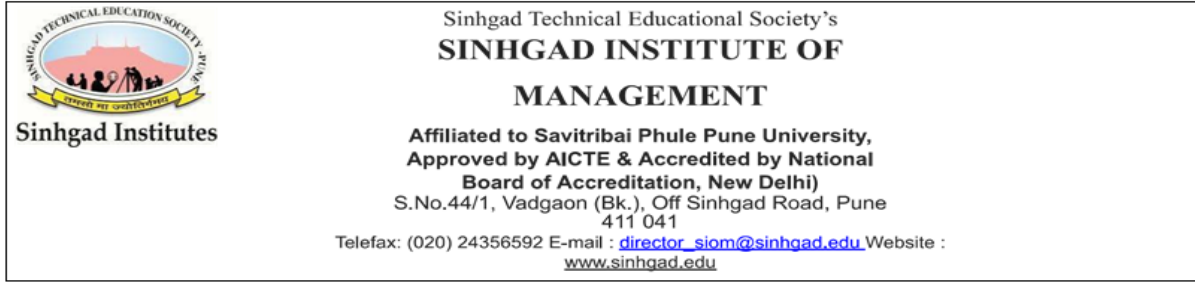 SINHGAD TECHNICAL EDUCATION SOCIETY - PUNE
तमसो मा ज्योतिर्गमय
Sinhgad Institutes
Sinhgad Technical Educational Society's
SINHGAD INSTITUTE OF
MANAGEMENT
Affiliated to Savitribai Phule Pune University,
Approved by AICTE & Accredited by National
Board of Accreditation, New Delhi)
S.No.44/1, Vadgaon (Bk.), Off Sinhgad Road, Pune
411 041
Telefax: (020) 24356592 E-mail : director_siom@sinhgad.edu Website :
www.sinhgad.edu